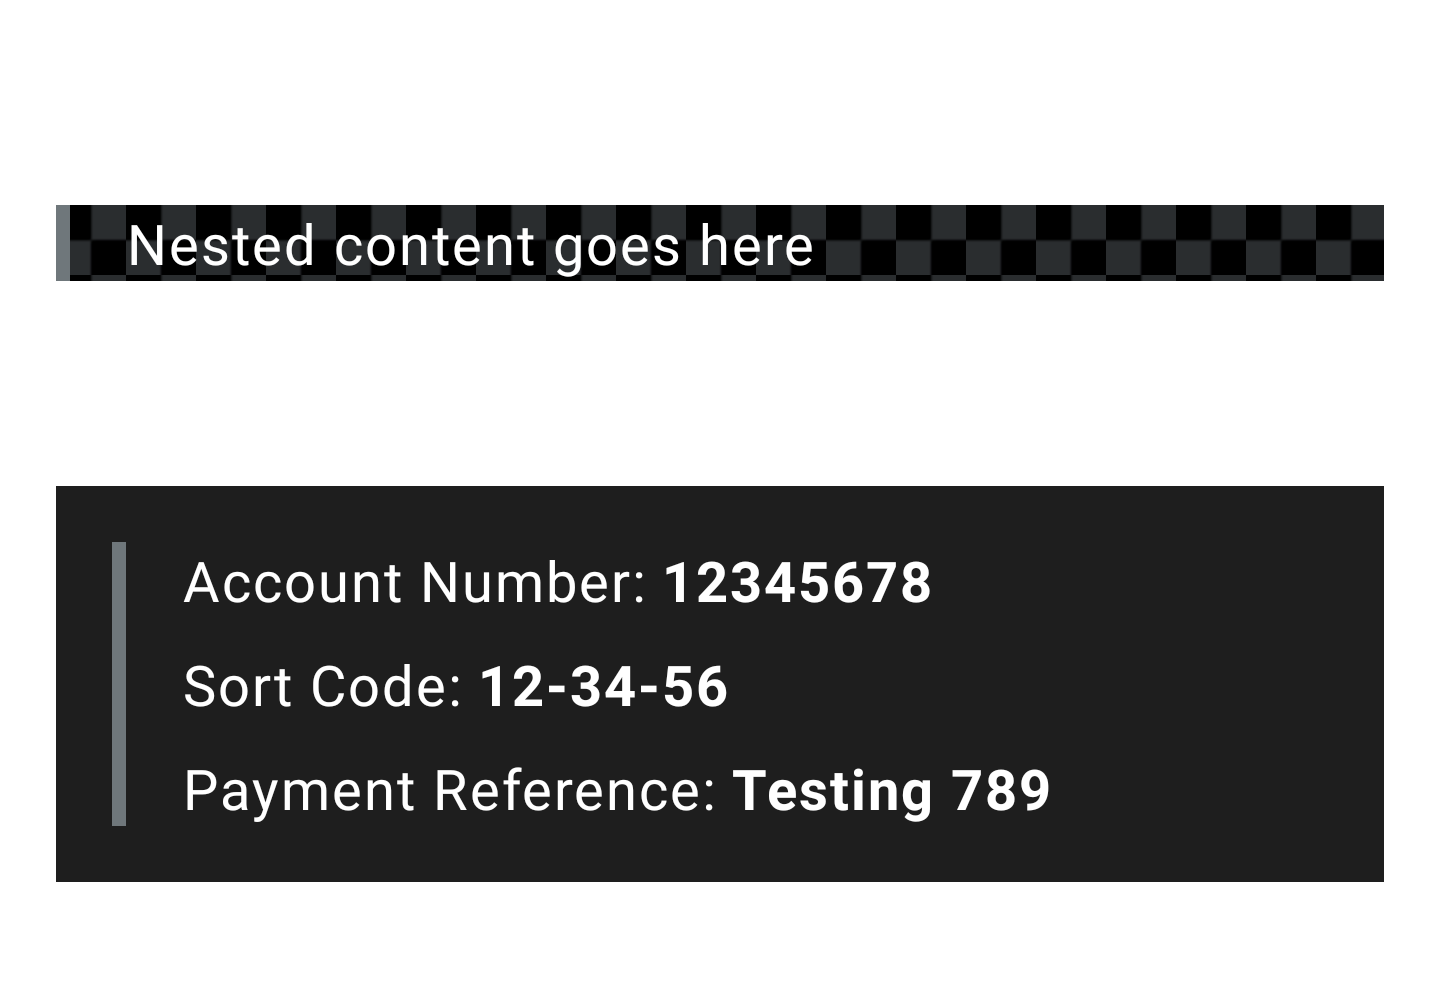 Nested content goes here
Account Number: 12345678
Sort Code: 12-34-56
Payment Reference: Testing 789